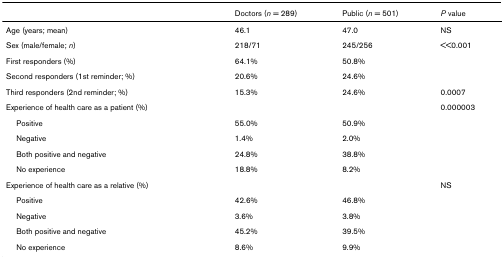 Doctors (n = 289) Public (n = 501) P value
Age (years; mean) 46.1 47.0 NS
Sex (male/female; n) 218/71 245/256 <<0.001
First responders (%) 64.1% 50.8%
Second responders (1st reminder; %) 20.6% 24.6%
Third responders (2nd reminder; %) 15.3% 24.6% 0.0007
Experience of health care as a patient (%) 0.000003
Positive 55.0% 50.9%
Negative 1.4% 2.0%
Both positive and negative 24.8% 38.8%
No experience 18.8% 8.2%
Experience of health care as a relative (%) NS
Positive 42.6% 46.8%
Negative 3.6% 3.8%
Both positive and negative 45.2% 39.5%
No experience 8.6% 9.9%